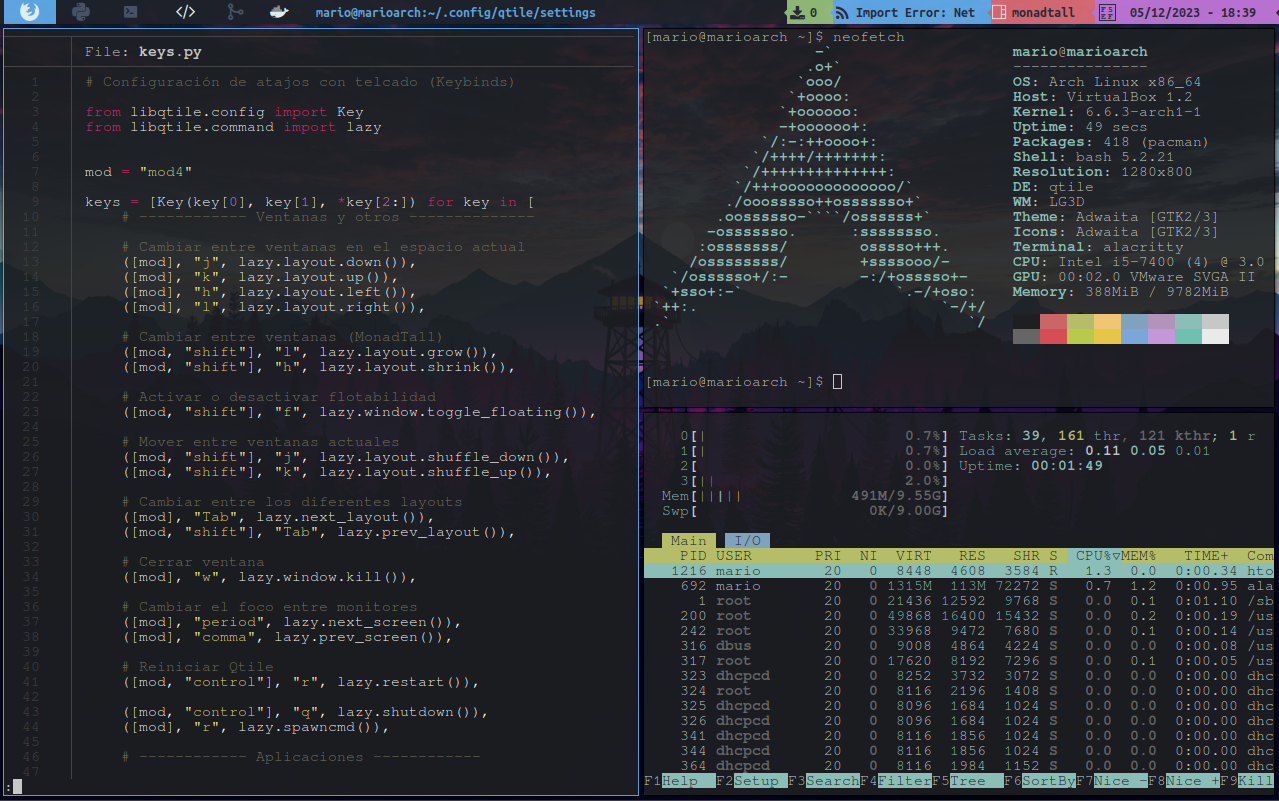 mario@marioarch:~/.config/qtile/settings
0
Import Error: Net
monadtall
05/12/2023 - 18:39
File: keys.py
1 # Configuración de atajos con telcado (Keybinds)
2
3 from libqtile.config import Key
4 from libqtile.command import lazy
5
6
7 mod = "mod4"
8
9 keys = [Key(key[0], key[1], *key[2:]) for key in [
10 # ------------ Ventanas y otros --------------
11
12 # Cambiar entre ventanas en el espacio actual
13 ([mod], "j", lazy.layout.down()),
14 ([mod], "k", lazy.layout.up()),
15 ([mod], "h", lazy.layout.left()),
16 ([mod], "l", lazy.layout.right()),
17
18 # Cambiar entre ventanas (MonadTall)
19 ([mod, "shift"], "l", lazy.layout.grow()),
20 ([mod, "shift"], "h", lazy.layout.shrink()),
21
22 # Activar o desactivar flotabilidad
23 ([mod, "shift"], "f", lazy.window.toggle_floating()),
24
25 # Mover entre ventanas actuales
26 ([mod, "shift"], "j", lazy.layout.shuffle_down()),
27 ([mod, "shift"], "k", lazy.layout.shuffle_up()),
28
29 # Cambiar entre los diferentes layouts
30 ([mod], "Tab", lazy.next_layout()),
31 ([mod, "shift"], "Tab", lazy.prev_layout()),
32
33 # Cerrar ventana
34 ([mod], "w", lazy.window.kill()),
35
36 # Cambiar el foco entre monitores
37 ([mod], "period", lazy.next_screen()),
38 ([mod], "comma", lazy.prev_screen()),
39
40 # Reiniciar Qtile
41 ([mod, "control"], "r", lazy.restart()),
42
43 ([mod, "control"], "q", lazy.shutdown()),
44 ([mod], "r", lazy.spawncmd()),
45
46 # ------------ Aplicaciones ------------
47
:
[mario@marioarch ~]$ neofetch
mario@marioarch
---------------
OS: Arch Linux x86_64
Host: VirtualBox 1.2
Kernel: 6.6.3-arch1-1
Uptime: 49 secs
Packages: 418 (pacman)
Shell: bash 5.2.21
Resolution: 1280x800
DE: qtile
WM: LG3D
Theme: Adwaita [GTK2/3]
Icons: Adwaita [GTK2/3]
Terminal: alacritty
CPU: Intel i5-7400 (4) @ 3.0
GPU: 00:02.0 VMware SVGA II
Memory: 388MiB / 9782MiB
[mario@marioarch ~]$
0[| 0.7%] Tasks: 39, 161 thr, 121 kthr; 1 r
1[| 0.7%] Load average: 0.11 0.05 0.01
2[ 0.0%] Uptime: 00:01:49
3[|| 2.0%]
Mem[||||| 491M/9.55G]
Swp[ 0K/9.00G]
Main I/O
PID USER PRI NI VIRT RES SHR S CPU%▽MEM% TIME+ Com
1216 mario 20 0 8448 4608 3584 R 1.3 0.0 0:00.34 hto
692 mario 20 0 1315M 113M 72272 S 0.7 1.2 0:00.95 ala
1 root 20 0 21436 12592 9768 S 0.0 0.1 0:01.10 /sb
200 root 20 0 49868 16400 15432 S 0.0 0.2 0:00.19 /us
242 root 20 0 33968 9472 7680 S 0.0 0.1 0:00.14 /us
316 dbus 20 0 9008 4864 4224 S 0.0 0.0 0:00.08 /us
317 root 20 0 17620 8192 7296 S 0.0 0.1 0:00.05 /us
323 dhcpcd 20 0 8252 3732 3072 S 0.0 0.0 0:00.00 dhc
324 root 20 0 8116 2196 1408 S 0.0 0.0 0:00.00 dhc
325 dhcpcd 20 0 8096 1684 1024 S 0.0 0.0 0:00.00 dhc
326 dhcpcd 20 0 8096 1684 1024 S 0.0 0.0 0:00.00 dhc
341 dhcpcd 20 0 8116 1856 1024 S 0.0 0.0 0:00.00 dhc
344 dhcpcd 20 0 8116 1856 1024 S 0.0 0.0 0:00.00 dhc
364 dhcpcd 20 0 8116 1984 1152 S 0.0 0.0 0:00.00 dhc
F1Help F2Setup F3SearchF4FilterF5Tree F6SortByF7Nice -F8Nice +F9Kill